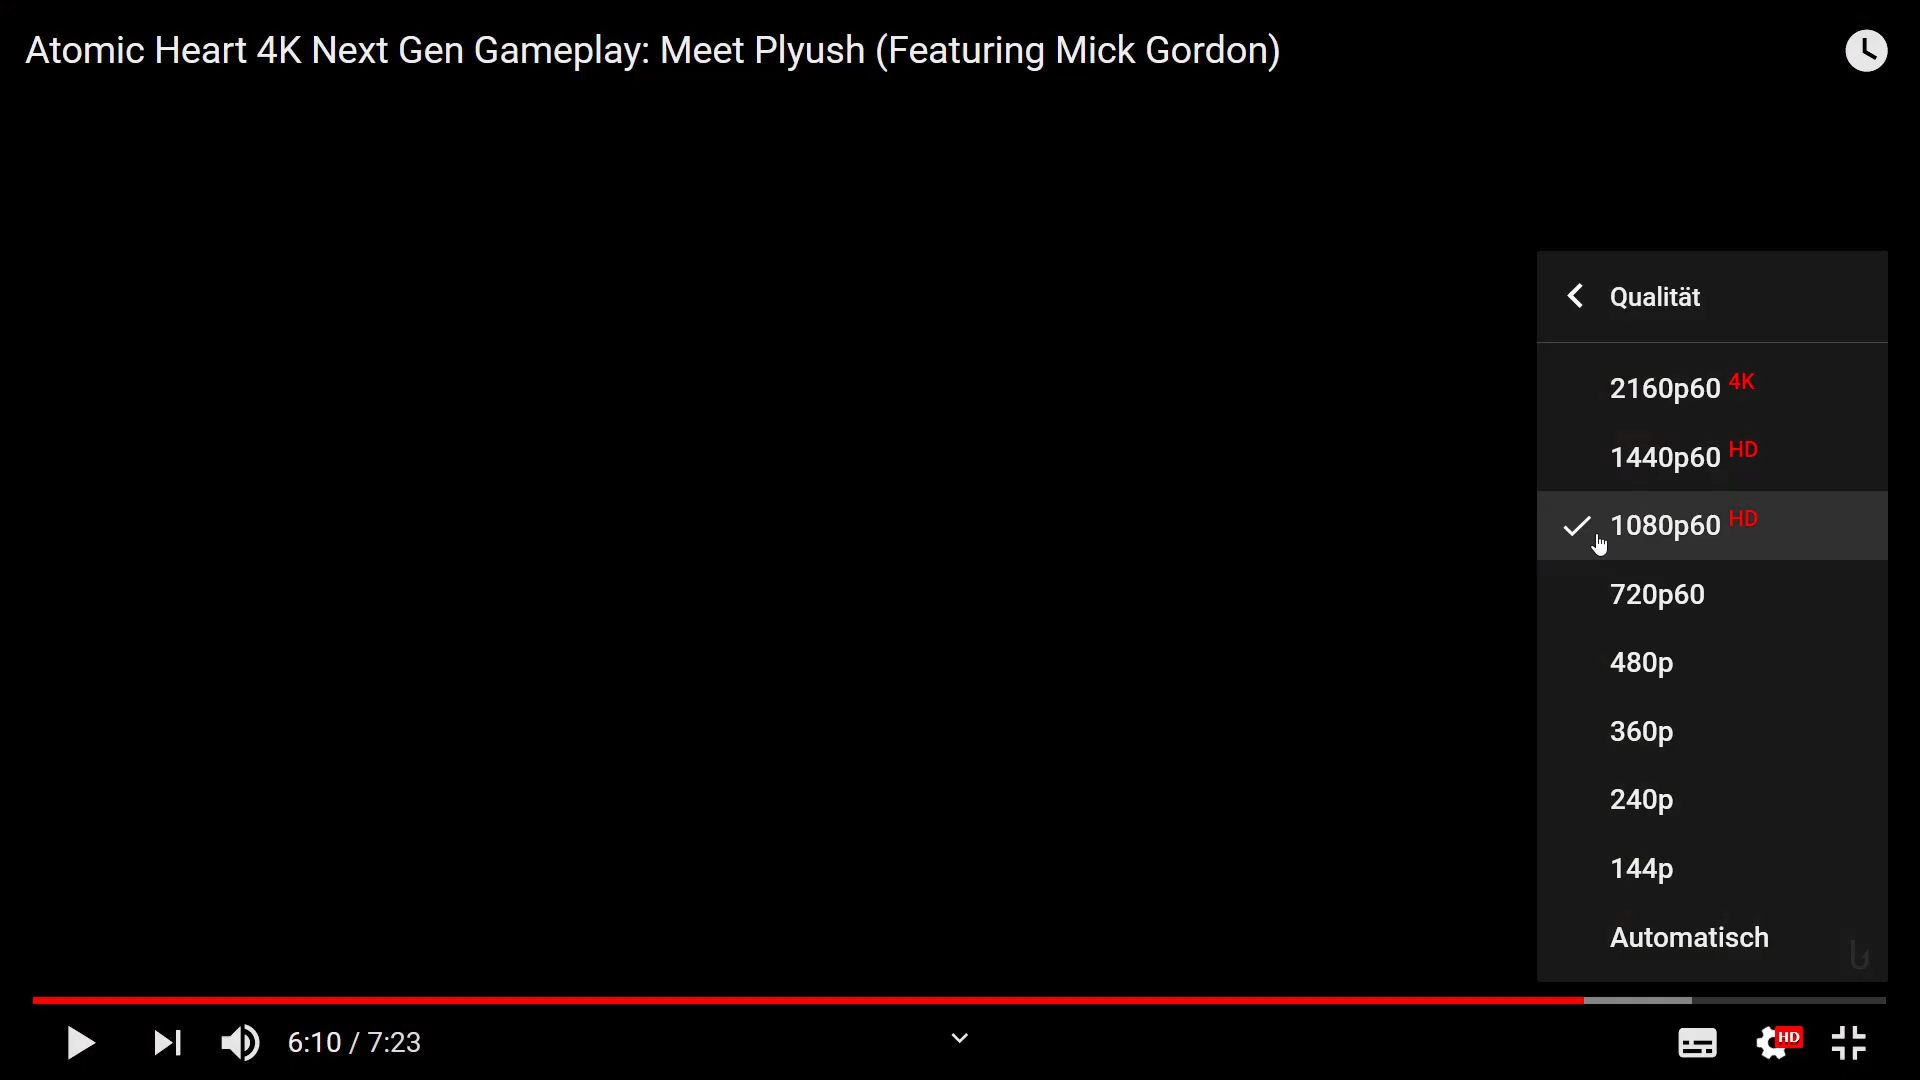 Atomic Heart 4K Next Gen Gameplay: Meet Plyush (Featuring Mick Gordon)
Qualität
2160p60 4K
1440p60 HD
1080p60 HD
720p60
480p
360p
240p
144p
Automatisch
6:10 / 7:23
HD